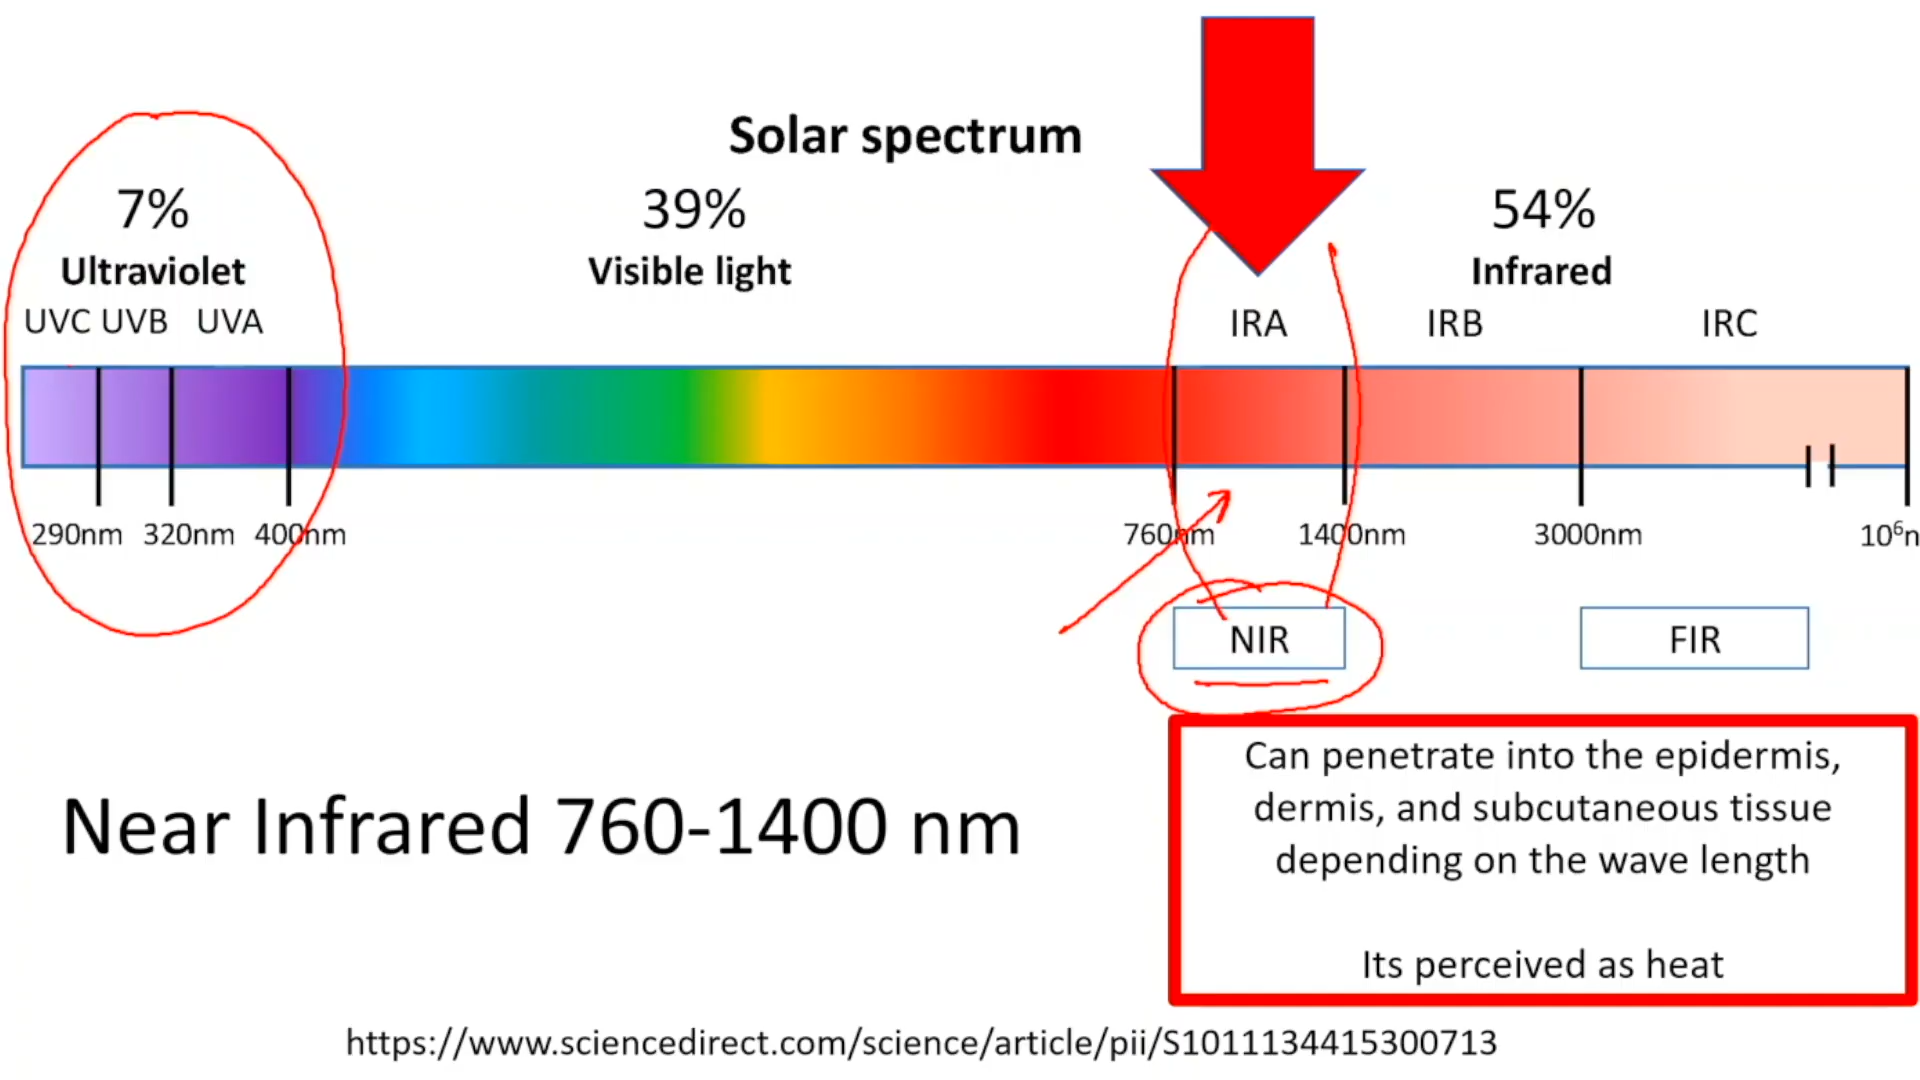 Solar spectrum
7%
39%
54%
Ultraviolet
Visible light
Infrared
UVC UVB UVA
IRA
IRB
IRC
290nm 320nm 400nm
760nm
1400nm
3000nm
10⁶n
NIR
FIR
Can penetrate into the epidermis,
dermis, and subcutaneous tissue
depending on the wave length
Its perceived as heat
Near Infrared 760-1400 nm
https://www.sciencedirect.com/science/article/pii/S1011134415300713